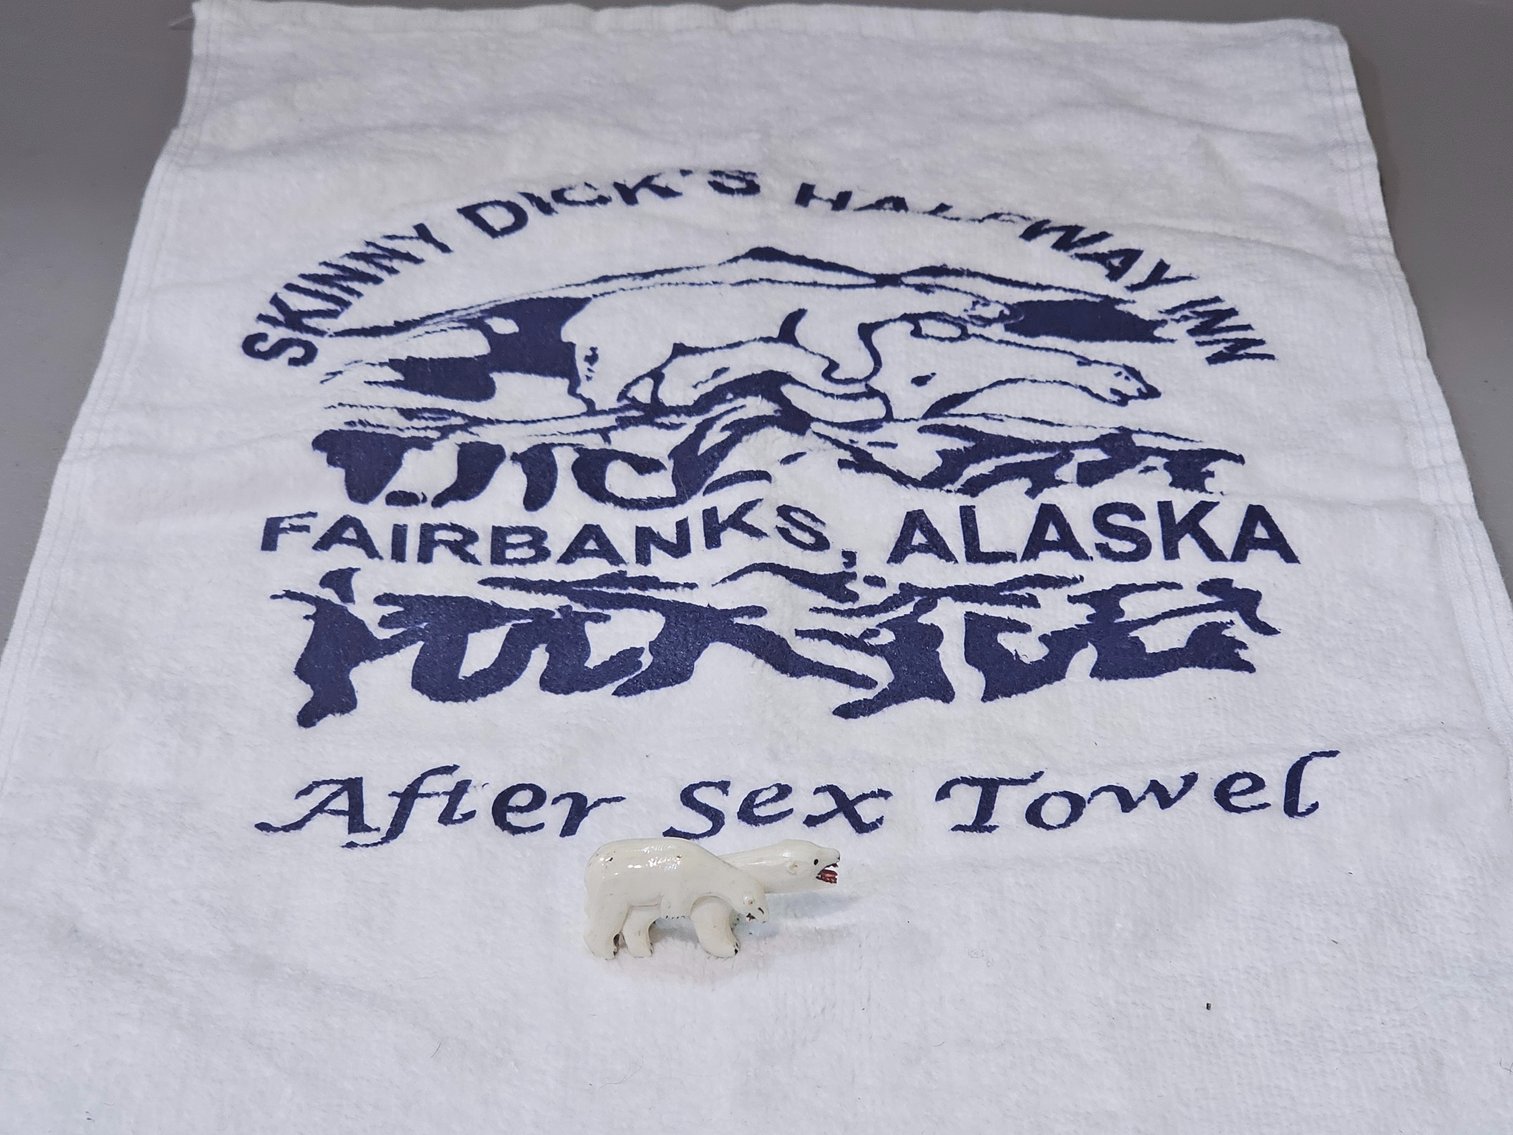 SKINNY DICK'S HALFWAY INN
FAIRBANKS, ALASKA
After Sex Towel